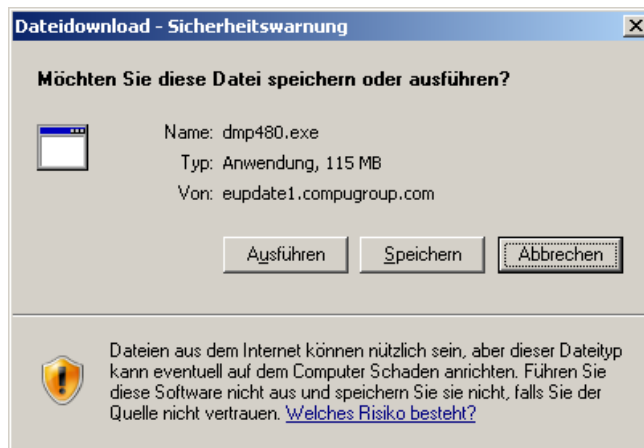 Dateidownload - Sicherheitswarnung
Möchten Sie diese Datei speichern oder ausführen?
Name: dmp480.exe
Typ: Anwendung, 115 MB
Von: eupdate1.compugroup.com
Ausführen Speichern Abbrechen
Dateien aus dem Internet können nützlich sein, aber dieser Dateityp
kann eventuell auf dem Computer Schaden anrichten. Führen Sie
diese Software nicht aus und speichern Sie sie nicht, falls Sie der
Quelle nicht vertrauen. Welches Risiko besteht?